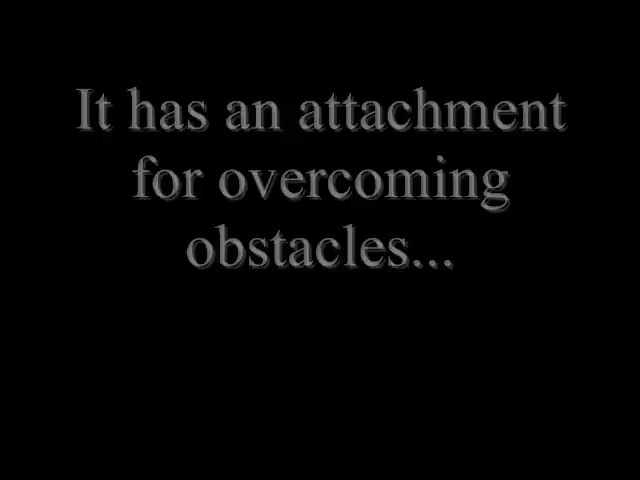 It has an attachment
for overcoming
obstacles...